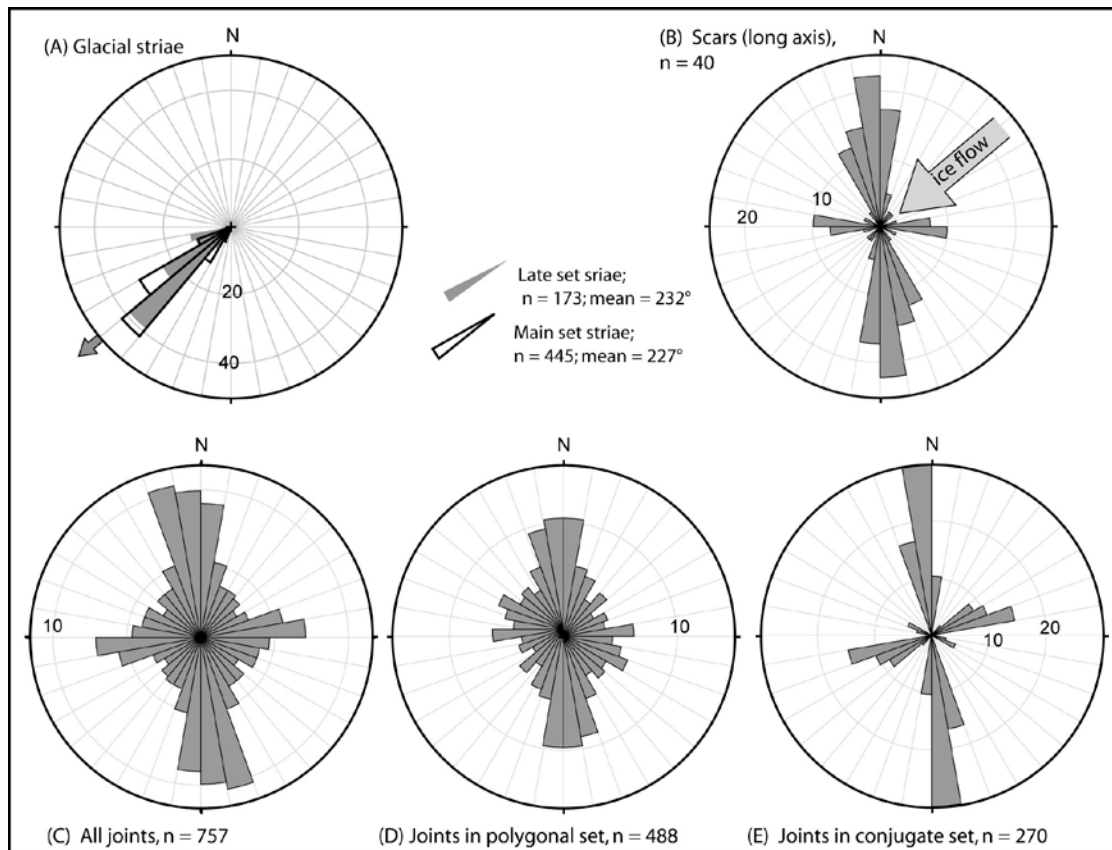 (A) Glacial striae
N
20
40
Late set sriae;
n = 173; mean = 232°
Main set striae;
n = 445; mean = 227°
(B) Scars (long axis),
n = 40
N
ice flow
10
20
N
10
(C) All joints, n = 757
N
10
(D) Joints in polygonal set, n = 488
N
10
20
(E) Joints in conjugate set, n = 270